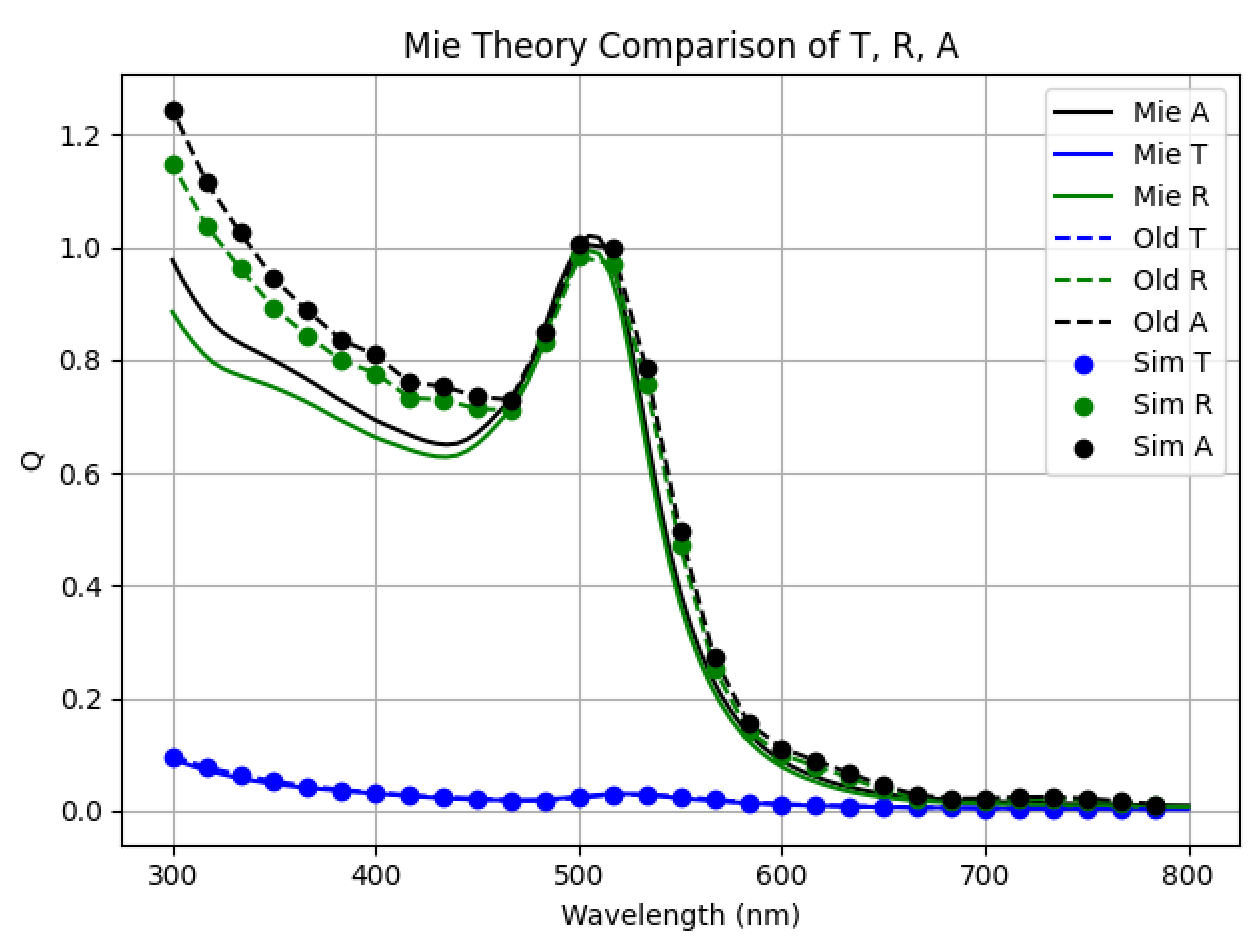 Mie Theory Comparison of T, R, A
Q
1.2
1.0
0.8
0.6
0.4
0.2
0.0
Mie A
Mie T
Mie R
Old T
Old R
Old A
Sim T
Sim R
Sim A
300 400 500 600 700 800
Wavelength (nm)